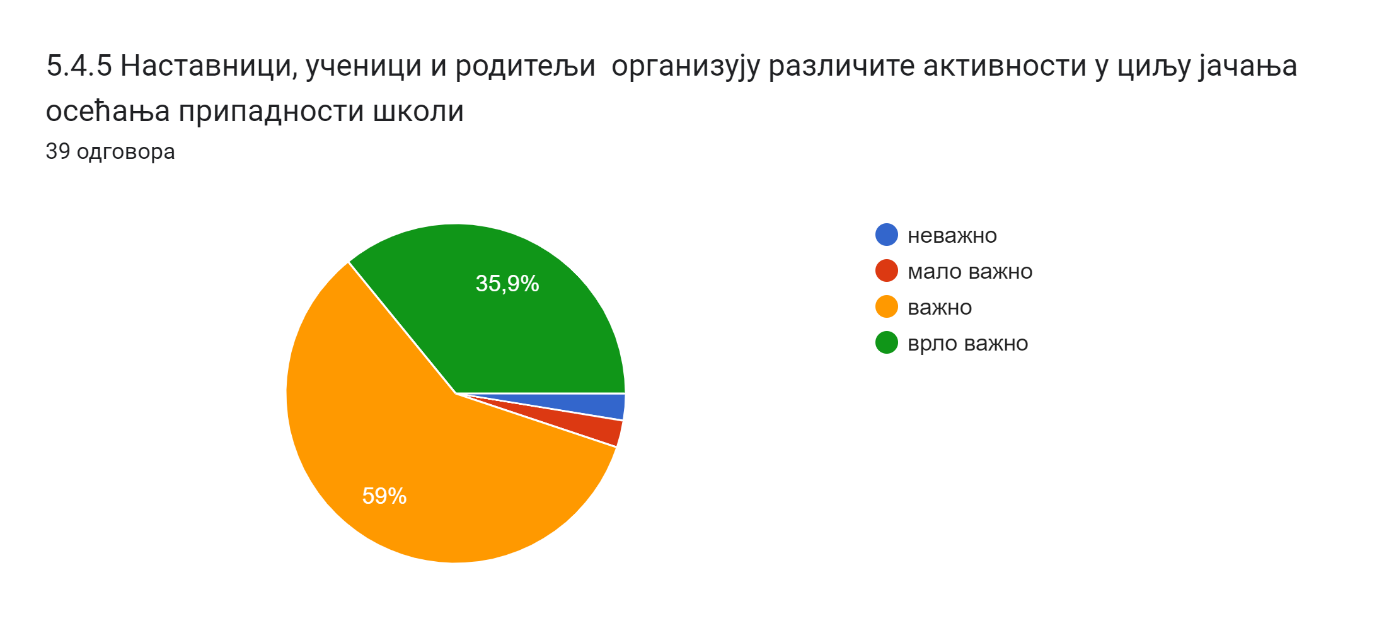 5.4.5 Наставници, ученици и родитељи  организују различите активности у циљу јачања
осећања припадности школи
39 одговора
неважно
мало важно
важно
врло важно
35,9%
59%